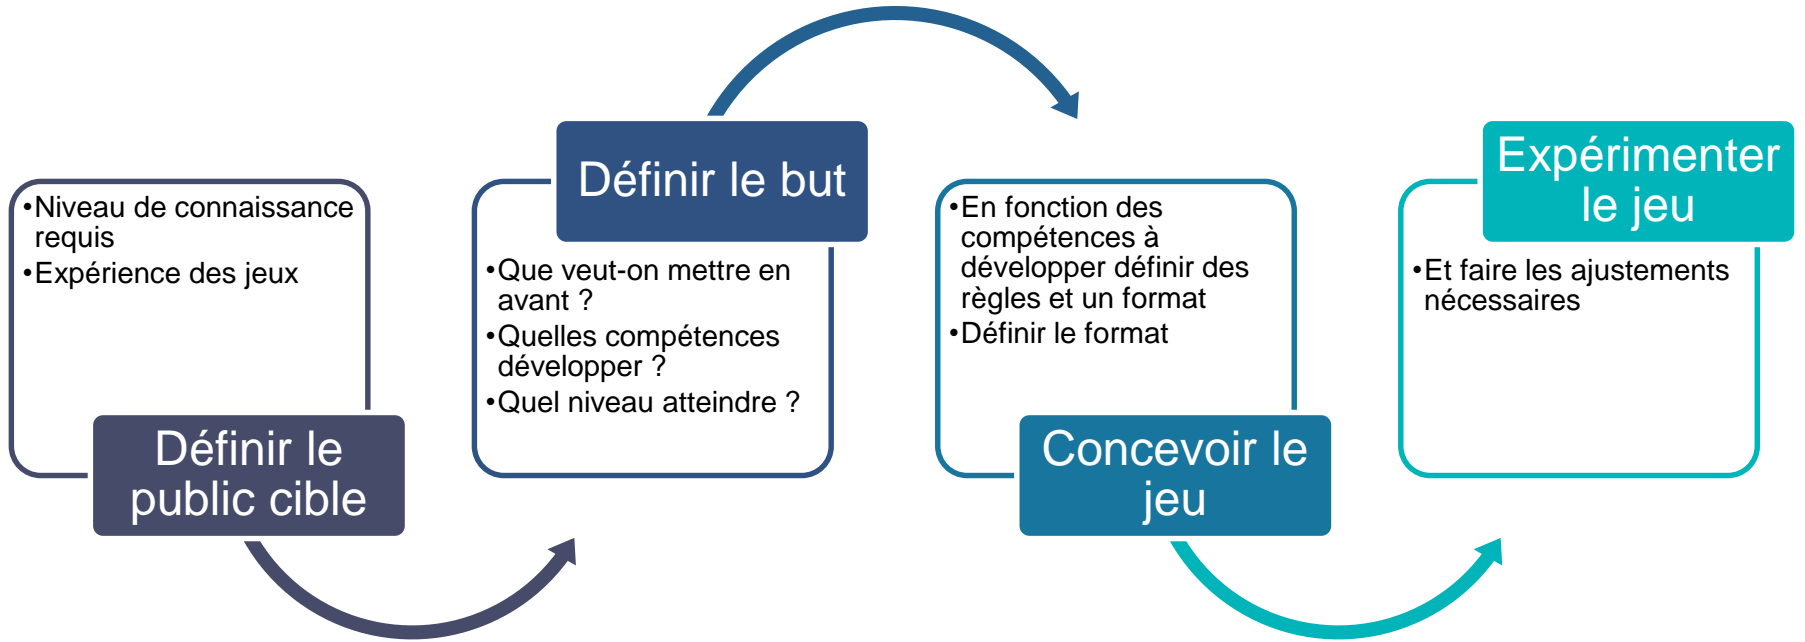 •Niveau de connaissance
requis
•Expérience des jeux
Définir le
public cible
Définir le but
•Que veut-on mettre en
avant ?
•Quelles compétences
développer ?
•Quel niveau atteindre ?
•En fonction des
compétences à
développer définir des
règles et un format
•Définir le format
Concevoir le
jeu
Expérimenter
le jeu
•Et faire les ajustements
nécessaires